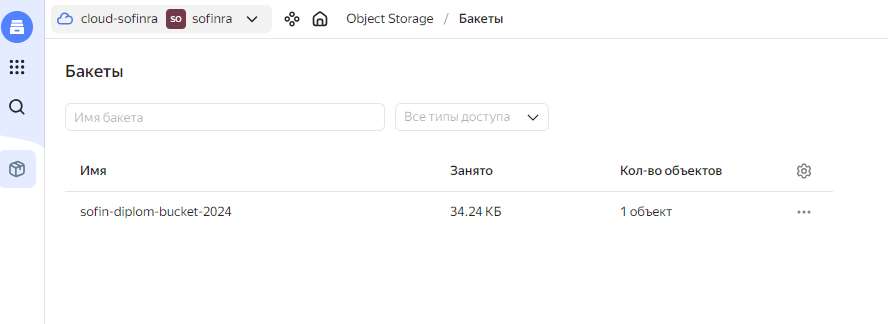 cloud-sofinra SO sofinra Object Storage / Бакеты
Бакеты
Имя бакета Все типы доступа
Имя Занято Кол-во объектов
sofin-diplom-bucket-2024 34.24 КБ 1 объект